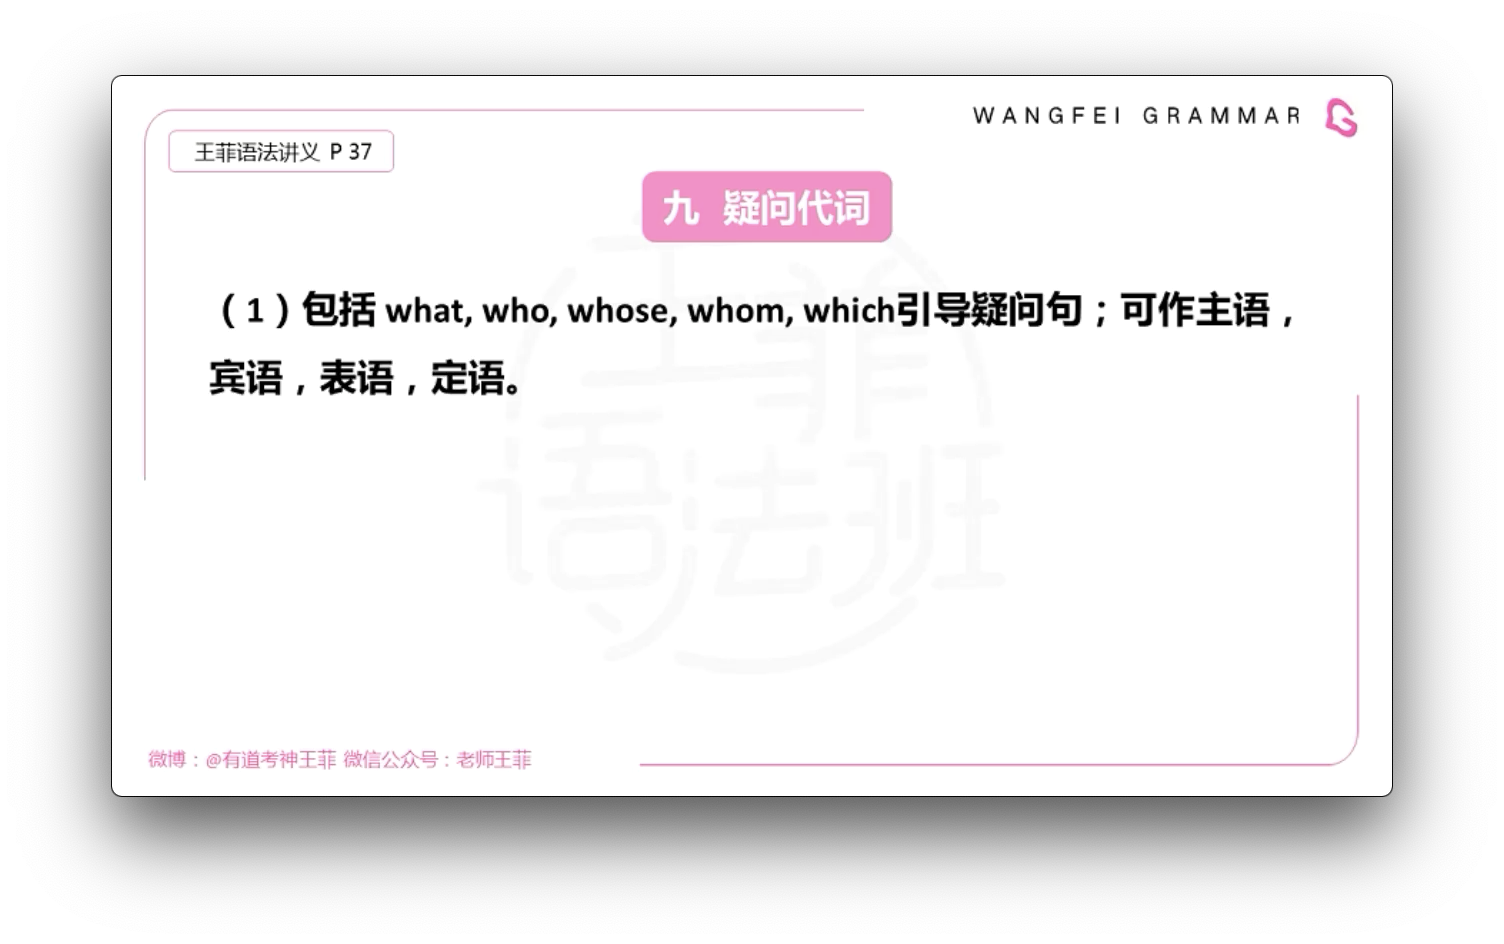 WANGFEI GRAMMAR
王菲语法讲义 P 37
九 疑问代词
（1）包括 what, who, whose, whom, which引导疑问句；可作主语，
宾语，表语，定语。
王菲
语法班
微博：@有道考神王菲 微信公众号：老师王菲